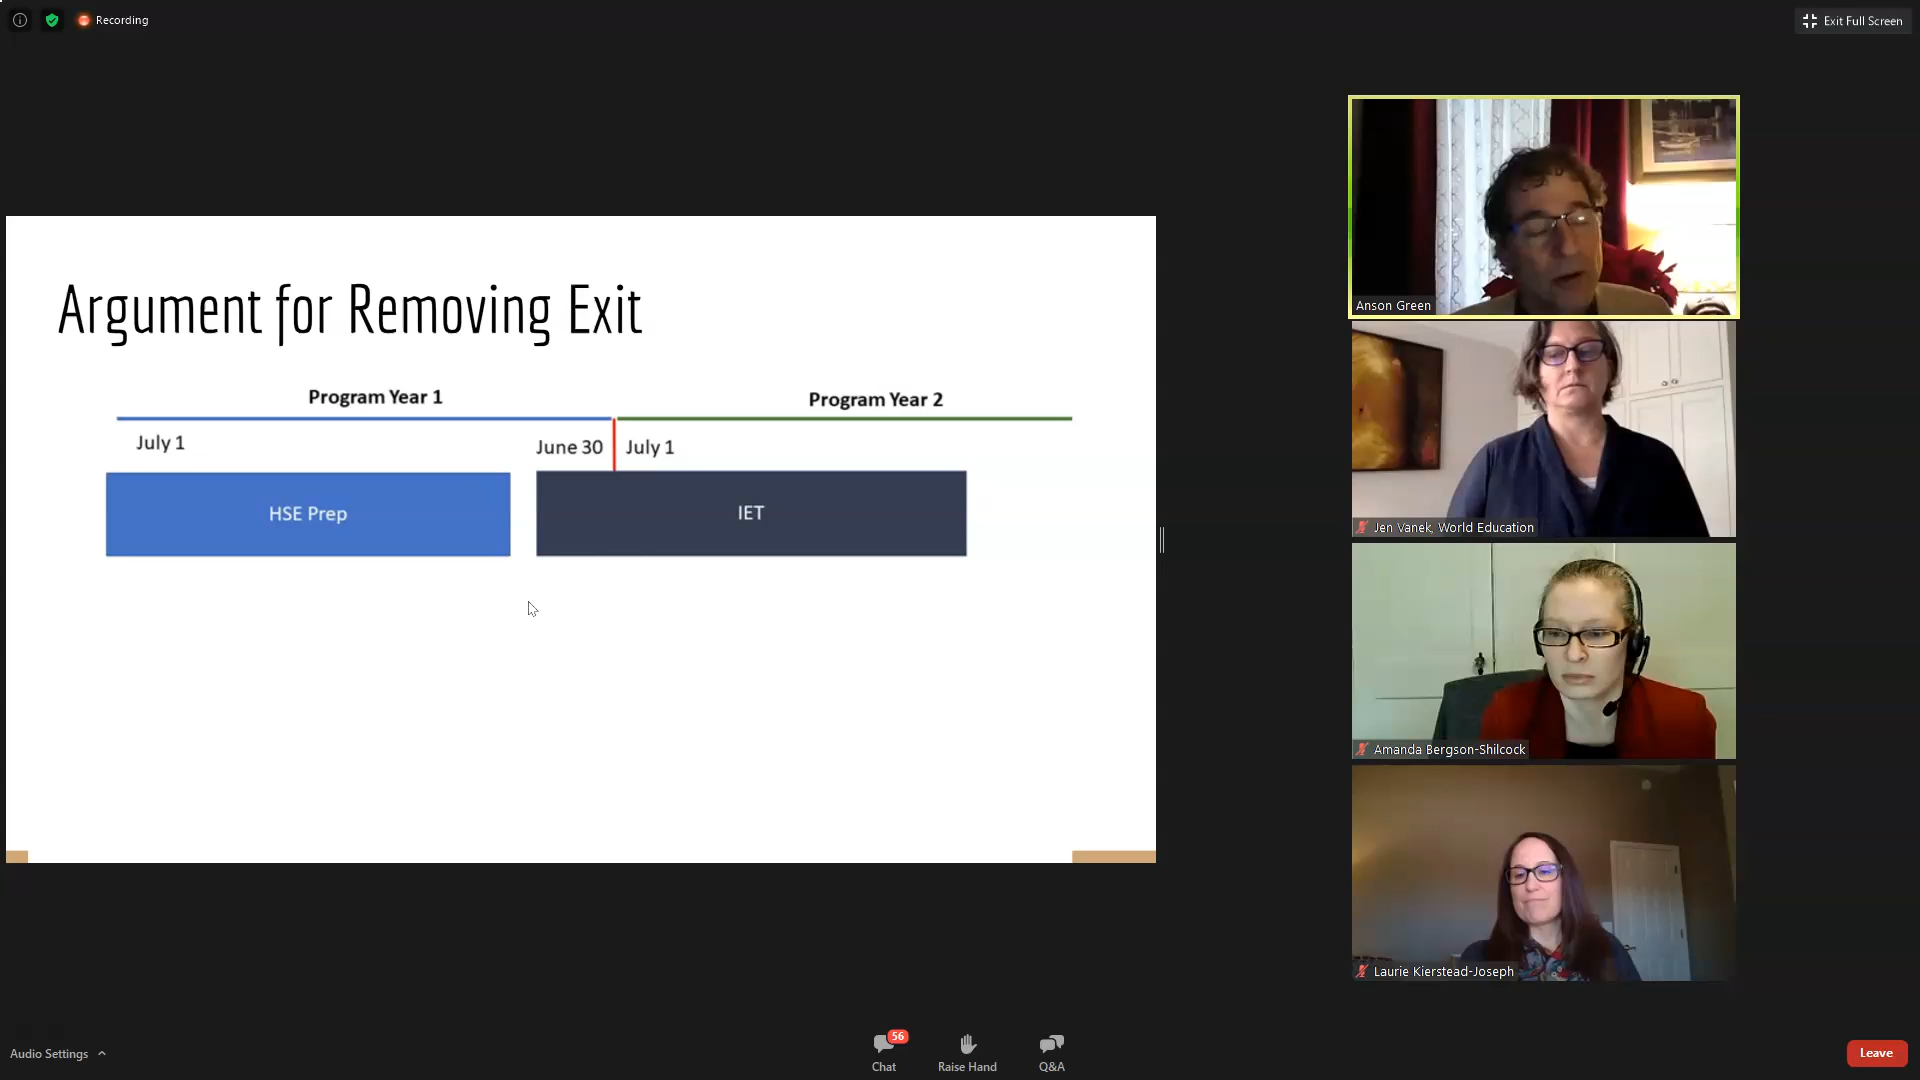 Recording
Exit Full Screen
Argument for Removing Exit
Program Year 1
Program Year 2
July 1
June 30
July 1
HSE Prep
IET
Anson Green
Jen Vanek, World Education
Amanda Bergson-Shilcock
Laurie Kierstead-Joseph
Audio Settings
56
Chat
Raise Hand
Q&A
Leave